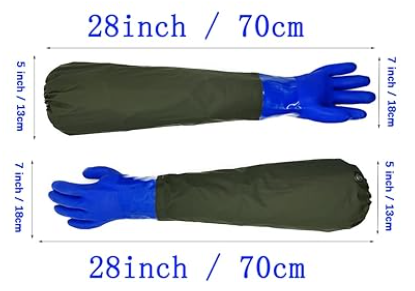 28inch / 70cm
5 inch / 13cm
7 inch / 18cm
7 inch / 18cm
5 inch / 13cm
28inch / 70cm